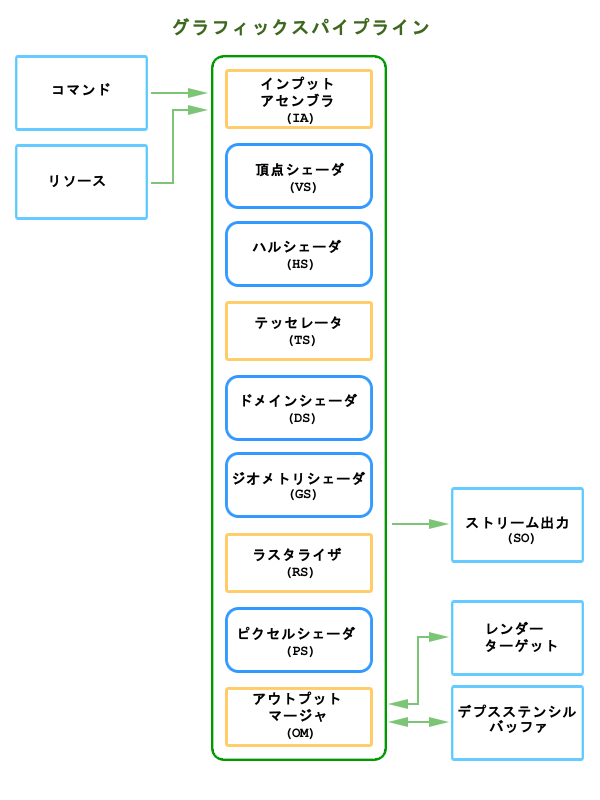 グラフィックスパイプライン
コマンド
リソース
インプット
アセンブラ
(IA)
頂点シェーダ
(VS)
ハルシェーダ
(HS)
テッセレータ
(TS)
ドメインシェーダ
(DS)
ジオメトリシェーダ
(GS)
ストリーム出力
(SO)
ラスタライザ
(RS)
ピクセルシェーダ
(PS)
レンダー
ターゲット
アウトプット
マージャ
(OM)
デプスステンシル
バッファ